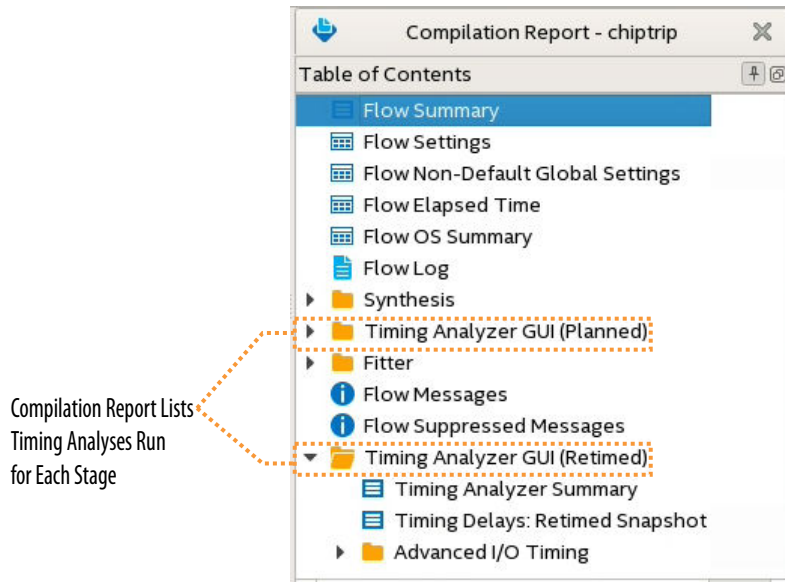 Compilation Report - chiptrip
Table of Contents
Flow Summary
Flow Settings
Flow Non-Default Global Settings
Flow Elapsed Time
Flow OS Summary
Flow Log
Synthesis
Timing Analyzer GUI (Planned)
Fitter
Flow Messages
Flow Suppressed Messages
Timing Analyzer GUI (Retimed)
Timing Analyzer Summary
Timing Delays: Retimed Snapshot
Advanced I/O Timing
Compilation Report Lists
Timing Analyses Run
for Each Stage